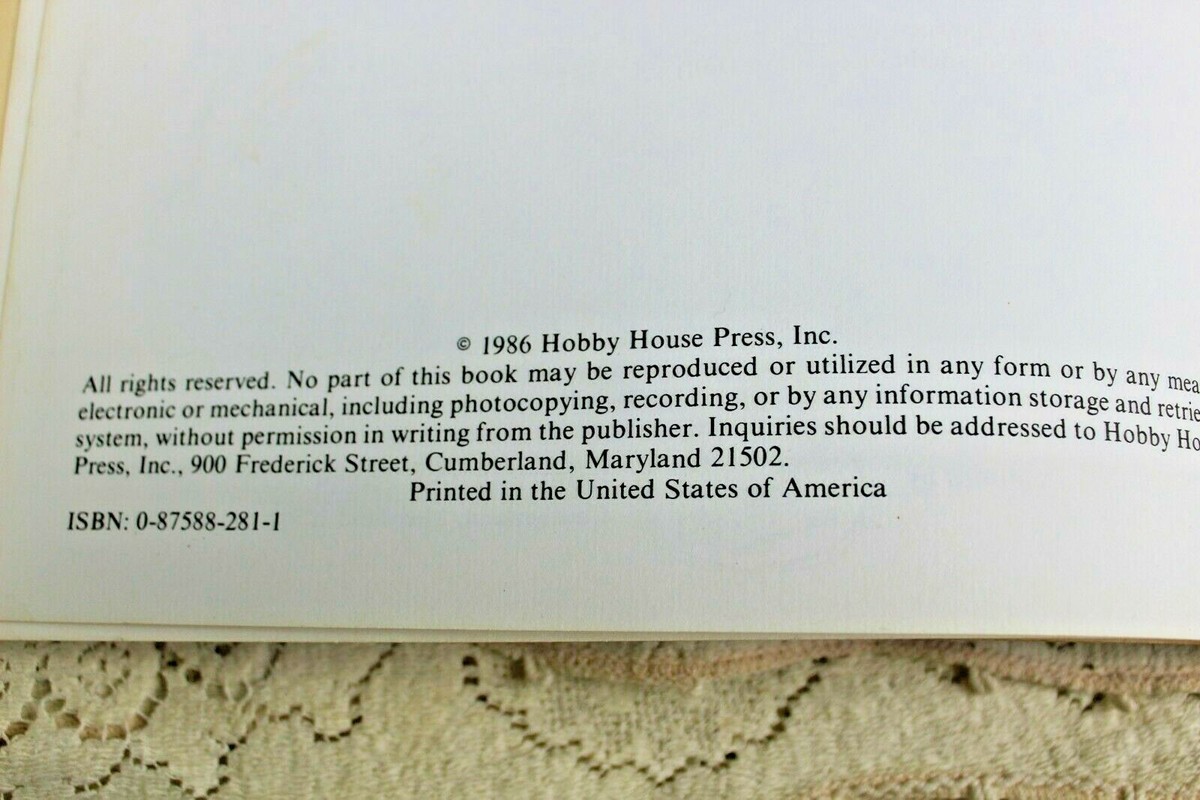 © 1986 Hobby House Press, Inc.
All rights reserved. No part of this book may be reproduced or utilized in any form or by any mea
electronic or mechanical, including photocopying, recording, or by any information storage and retrie
system, without permission in writing from the publisher. Inquiries should be addressed to Hobby Ho
Press, Inc., 900 Frederick Street, Cumberland, Maryland 21502.
Printed in the United States of America
ISBN: 0-87588-281-1